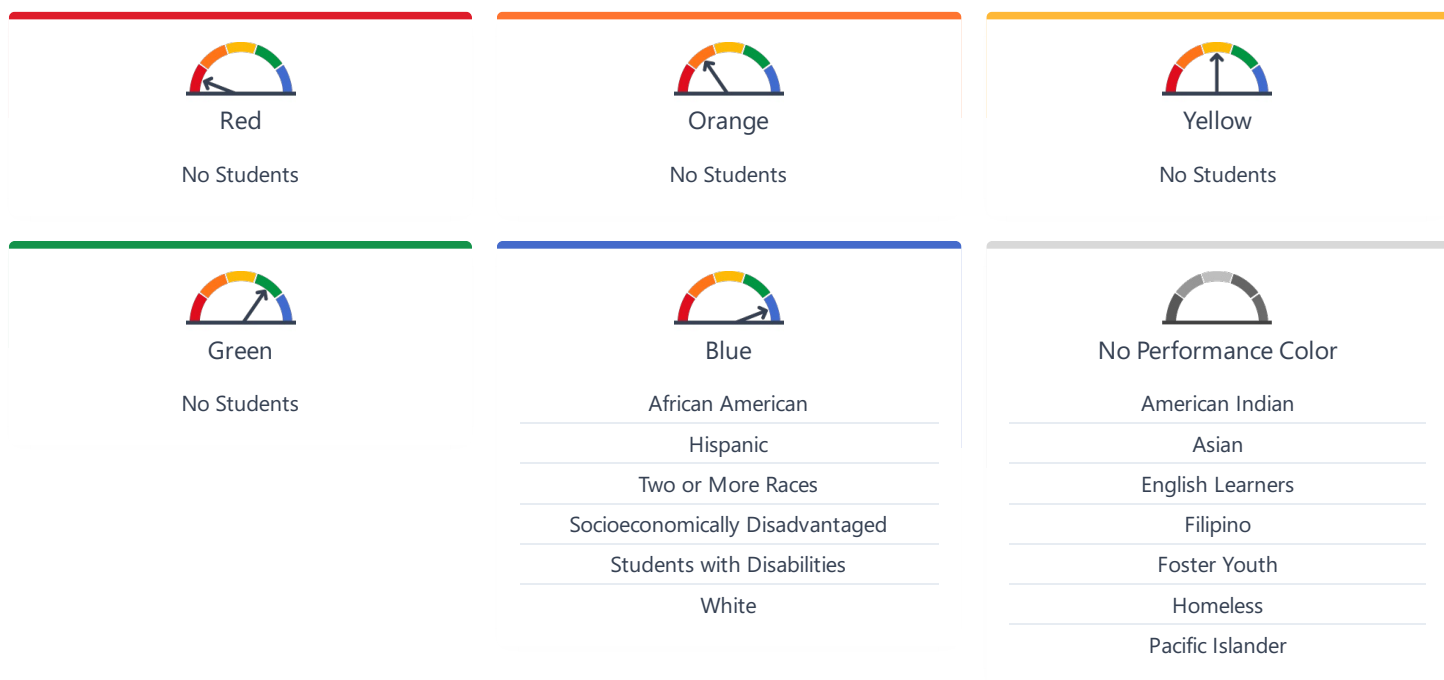 Red
No Students
Orange
No Students
Yellow
No Students
Green
No Students
Blue
African American
Hispanic
Two or More Races
Socioeconomically Disadvantaged
Students with Disabilities
White
No Performance Color
American Indian
Asian
English Learners
Filipino
Foster Youth
Homeless
Pacific Islander